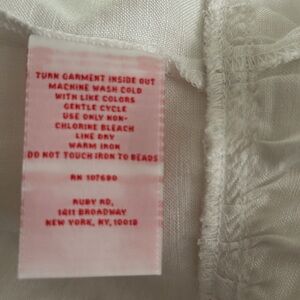 TURN GARMENT INSIDE OUT
MACHINE WASH COLD
WITH LIKE COLORS
GENTLE CYCLE
USE ONLY NON-
CHLORINE BLEACH
LINE DRY
WARM IRON
DO NOT TOUCH IRON TO BEADS
RN 107680
RUBY RD,
1411 BROADWAY
NEW YORK, NY, 10018